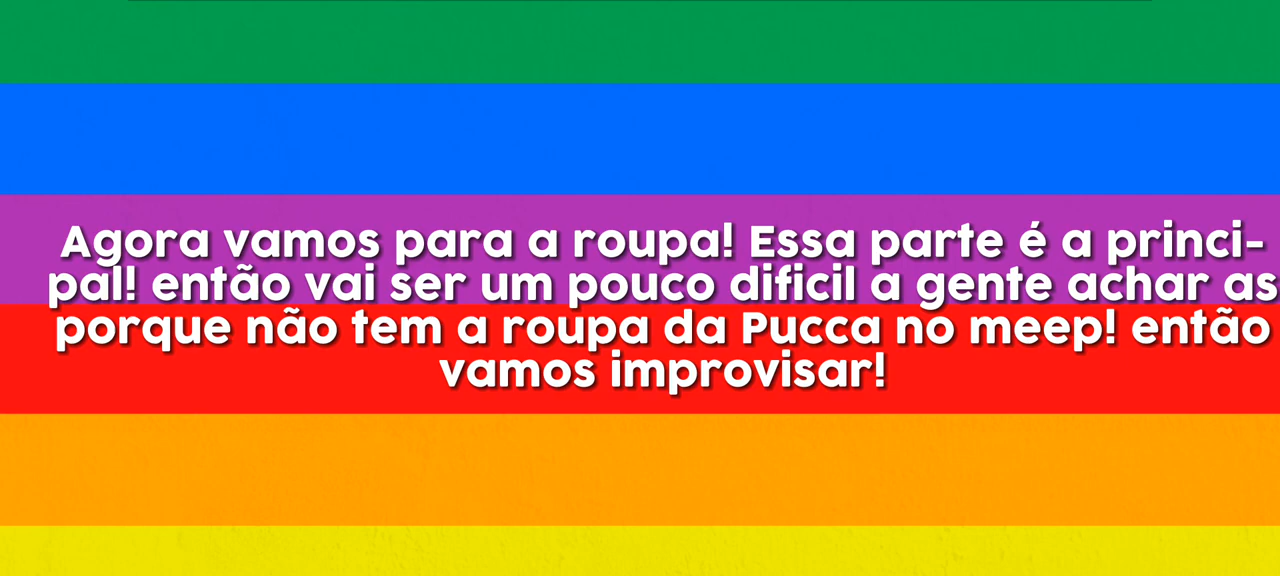 Agora vamos para a roupa! Essa parte é a princi-
pal! então vai ser um pouco dificil a gente achar as
porque não tem a roupa da Pucca no meep! então
vamos improvisar!